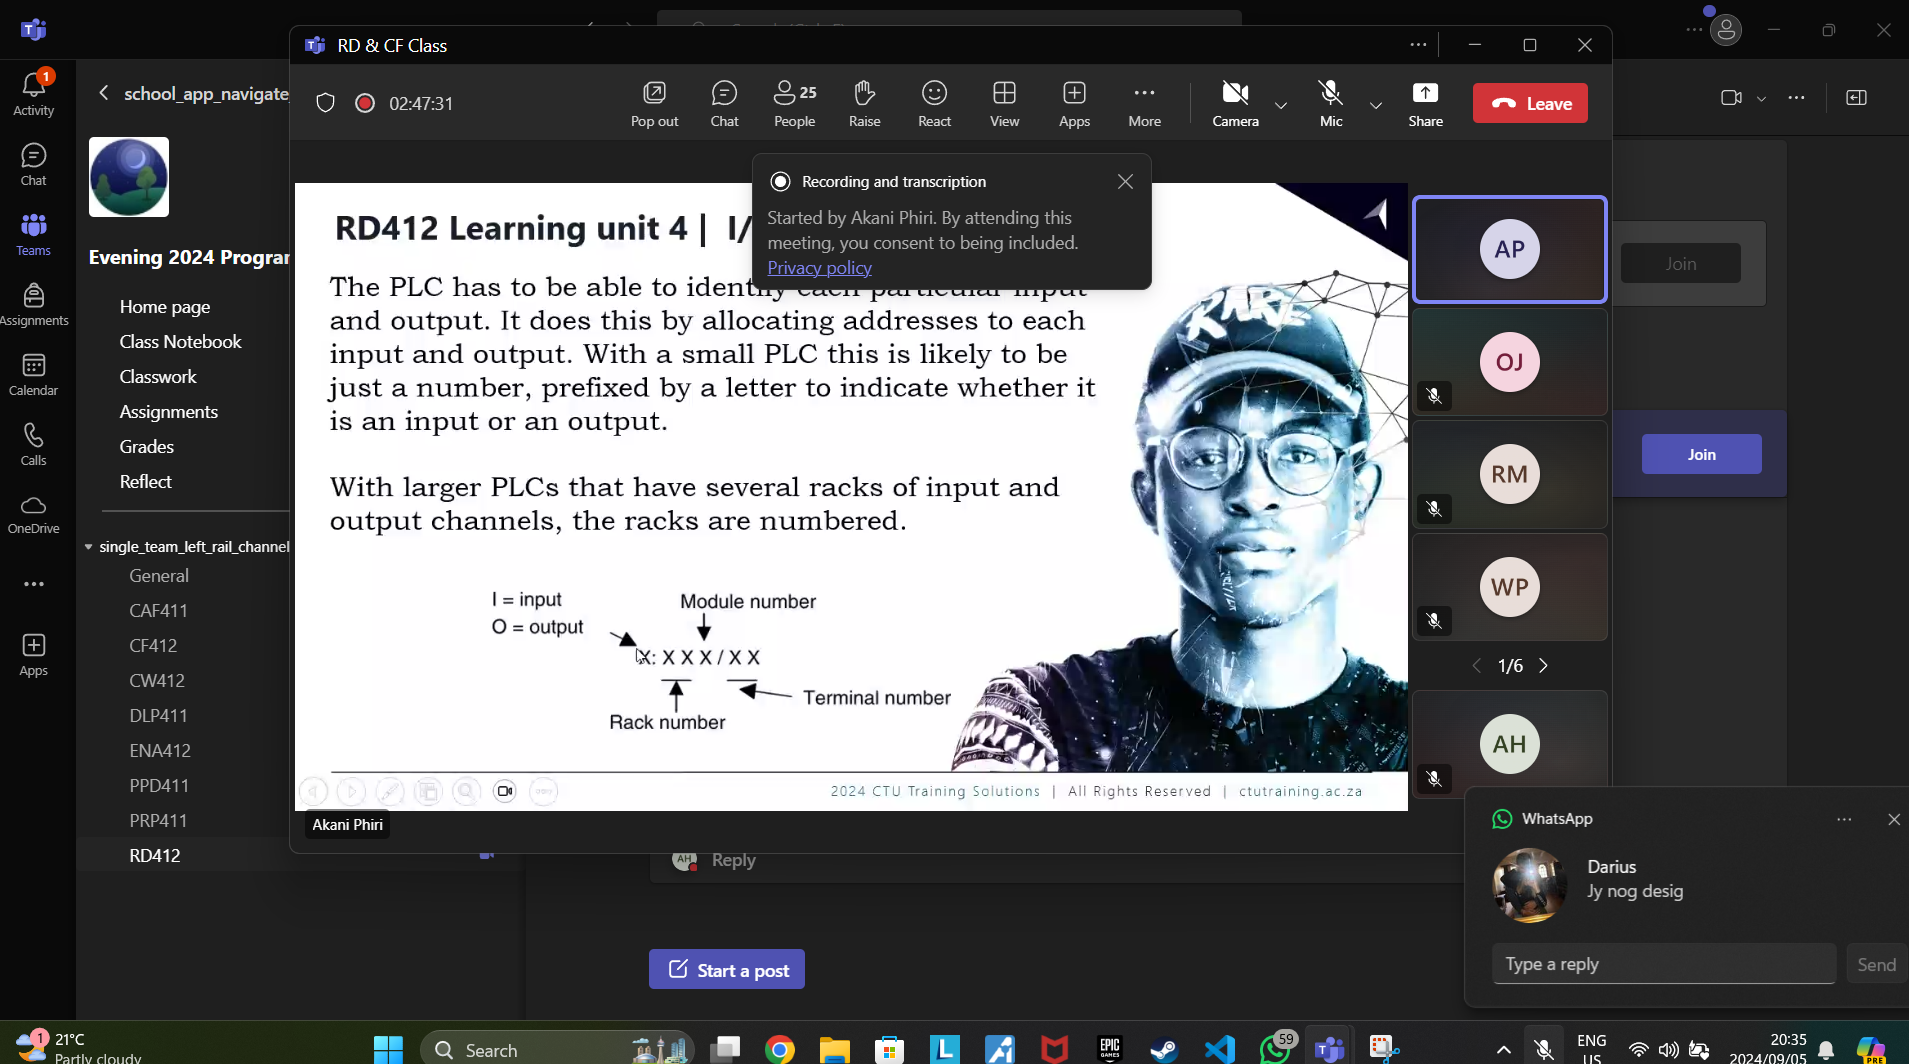 RD & CF Class
1
Activity
Chat
Teams
Assignments
Calendar
Calls
OneDrive
Apps
school_app_navigate
Evening 2024 Prograr
Home page
Class Notebook
Classwork
Assignments
Grades
Reflect
single_team_left_rail_channel
General
CAF411
CF412
CW412
DLP411
ENA412
PPD411
PRP411
RD412
02:47:31
Pop out
Chat
25
People
Raise
React
View
Apps
More
Camera
Mic
Share
Leave
Recording and transcription
Started by Akani Phiri. By attending this
meeting, you consent to being included.
Privacy policy
RD412 Learning unit 4 | I/
The PLC has to be able to identify each particular input
and output. It does this by allocating addresses to each
input and output. With a small PLC this is likely to be
just a number, prefixed by a letter to indicate whether it
is an input or an output.
With larger PLCs that have several racks of input and
output channels, the racks are numbered.
I = input
O = output
Module number
X: X X X / X X
Terminal number
Rack number
2024 CTU Training Solutions | All Rights Reserved | ctutraining.ac.za
Akani Phiri
AP
OJ
RM
WP
1/6
AH
Join
Join
AH
Reply
Start a post
WhatsApp
Darius
Jy nog desig
Type a reply
Send
1
21°C
Partly cloudy
Search
59
ENG
US
20:35
2024/09/05
PRE